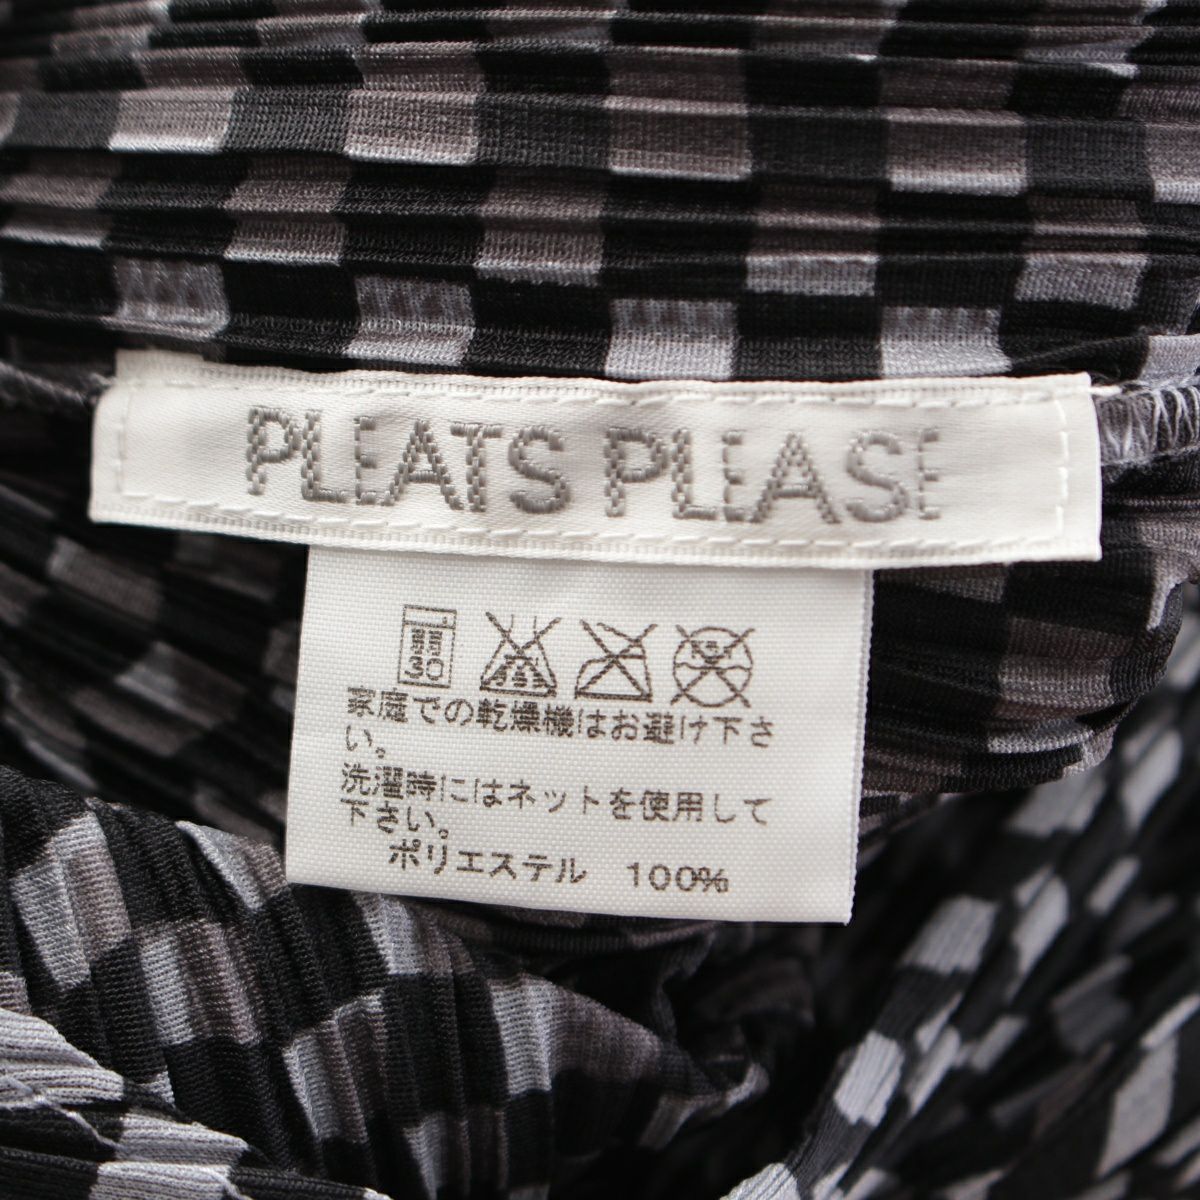 PLEATS PLEASE
30
家庭での乾燥機はお避け下さ
い。
洗濯時にはネットを使用して
下さい。
ポリエステル 100%